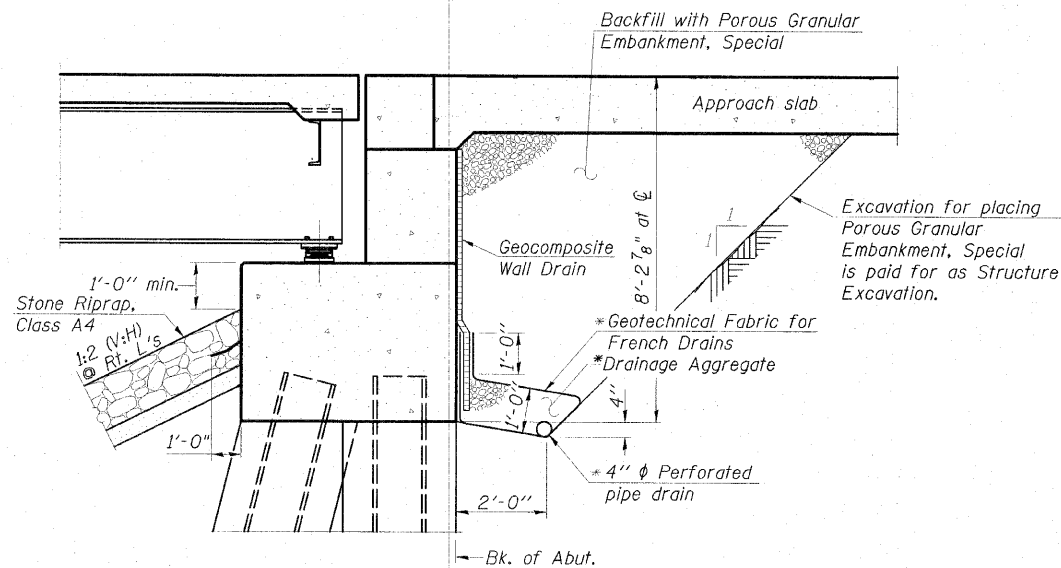 Backfill with Porous Granular
Embankment, Special
Approach slab
Excavation for placing
Porous Granular
Embankment, Special
is paid for as Structure
Excavation.
1
1
8'-2 7/8" at ℄
Geocomposite
Wall Drain
1'-0" min.
Stone Riprap,
Class A4
1:2 (V:H)
@ Rt. L's
1'-0"
*Geotechnical Fabric for
French Drains
*Drainage Aggregate
1'-0"
4"
1'-0"
*4" ϕ Perforated
pipe drain
2'-0"
Bk. of Abut.